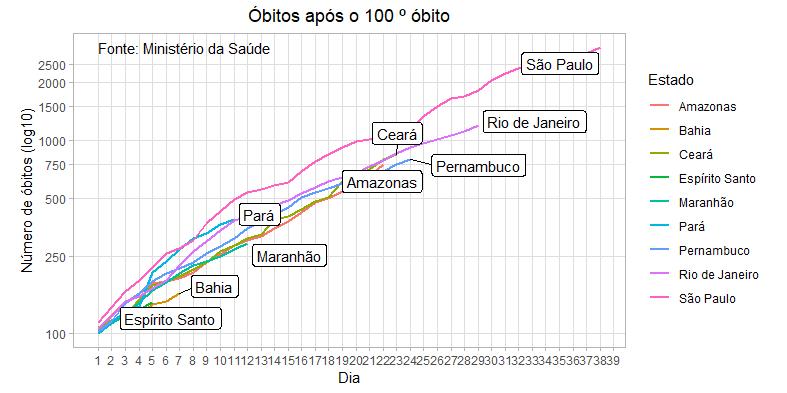 Óbitos após o 100 º óbito
Fonte: Ministério da Saúde
Número de óbitos (log10)
2500
2000
1500
1000
750
500
250
100
São Paulo
Rio de Janeiro
Ceará
Pernambuco
Amazonas
Pará
Maranhão
Bahia
Espírito Santo
1 2 3 4 5 6 7 8 9 10 11 12 13 14 15 16 17 18 19 20 21 22 23 24 25 26 27 28 29 30 31 32 33 34 35 36 37 38 39
Dia
Estado
Amazonas
Bahia
Ceará
Espírito Santo
Maranhão
Pará
Pernambuco
Rio de Janeiro
São Paulo